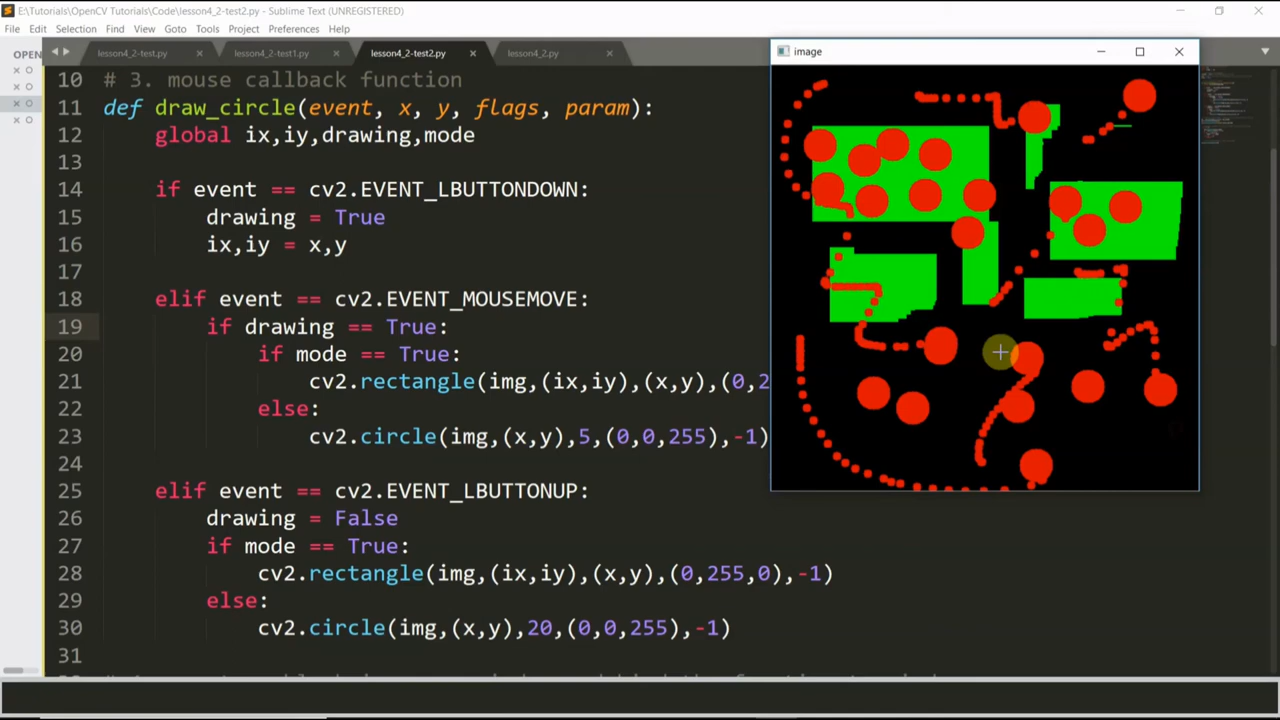 E:\Tutorials\OpenCV Tutorials\Code\lesson4_2-test2.py - Sublime Text (UNREGISTERED)
File Edit Selection Find View Goto Tools Project Preferences Help
OPEN lesson4_2-test.py lesson4_2-test1.py lesson4_2-test2.py lesson4_2.py
image
10 # 3. mouse callback function
11 def draw_circle(event, x, y, flags, param):
12 global ix,iy,drawing,mode
13
14 if event == cv2.EVENT_LBUTTONDOWN:
15 drawing = True
16 ix,iy = x,y
17
18 elif event == cv2.EVENT_MOUSEMOVE:
19 if drawing == True:
20 if mode == True:
21 cv2.rectangle(img,(ix,iy),(x,y),(0,2
22 else:
23 cv2.circle(img,(x,y),5,(0,0,255),-1)
24
25 elif event == cv2.EVENT_LBUTTONUP:
26 drawing = False
27 if mode == True:
28 cv2.rectangle(img,(ix,iy),(x,y),(0,255,0),-1)
29 else:
30 cv2.circle(img,(x,y),20,(0,0,255),-1)
31